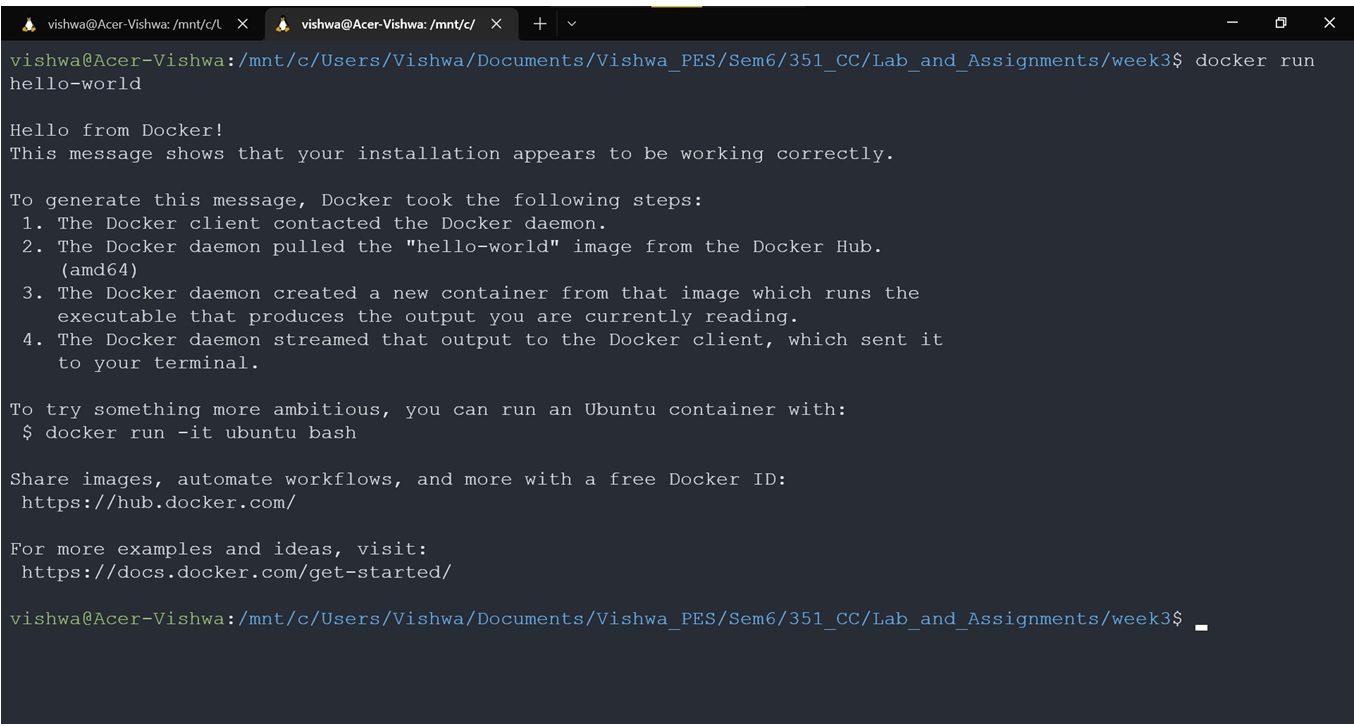 vishwa@Acer-Vishwa: /mnt/c/U
vishwa@Acer-Vishwa: /mnt/c/
vishwa@Acer-Vishwa:/mnt/c/Users/Vishwa/Documents/Vishwa_PES/Sem6/351_CC/Lab_and_Assignments/week3$ docker run
hello-world
Hello from Docker!
This message shows that your installation appears to be working correctly.
To generate this message, Docker took the following steps:
1. The Docker client contacted the Docker daemon.
2. The Docker daemon pulled the "hello-world" image from the Docker Hub.
(amd64)
3. The Docker daemon created a new container from that image which runs the
executable that produces the output you are currently reading.
4. The Docker daemon streamed that output to the Docker client, which sent it
to your terminal.
To try something more ambitious, you can run an Ubuntu container with:
$ docker run -it ubuntu bash
Share images, automate workflows, and more with a free Docker ID:
https://hub.docker.com/
For more examples and ideas, visit:
https://docs.docker.com/get-started/
vishwa@Acer-Vishwa:/mnt/c/Users/Vishwa/Documents/Vishwa_PES/Sem6/351_CC/Lab_and_Assignments/week3$